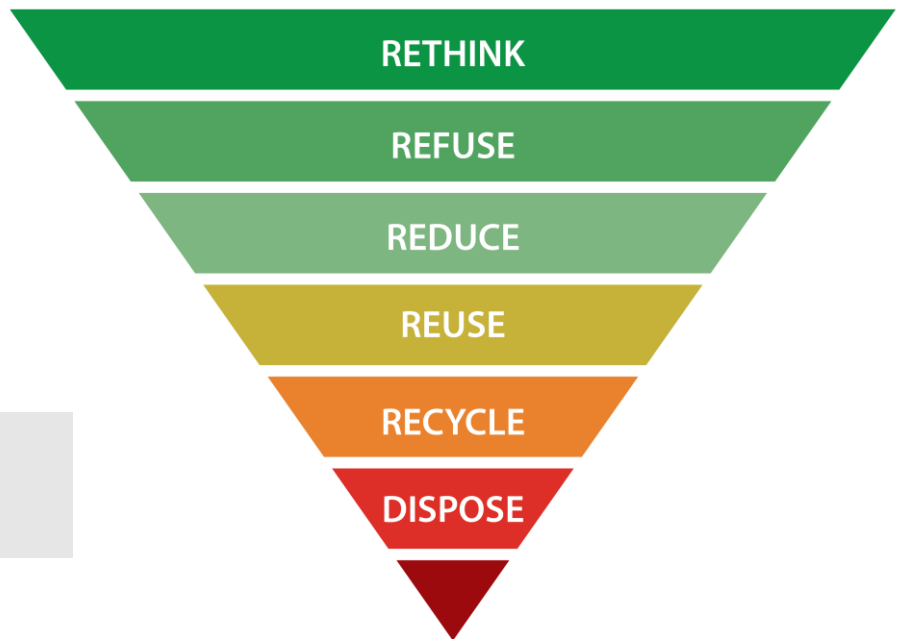 RETHINK
REFUSE
REDUCE
REUSE
RECYCLE
DISPOSE